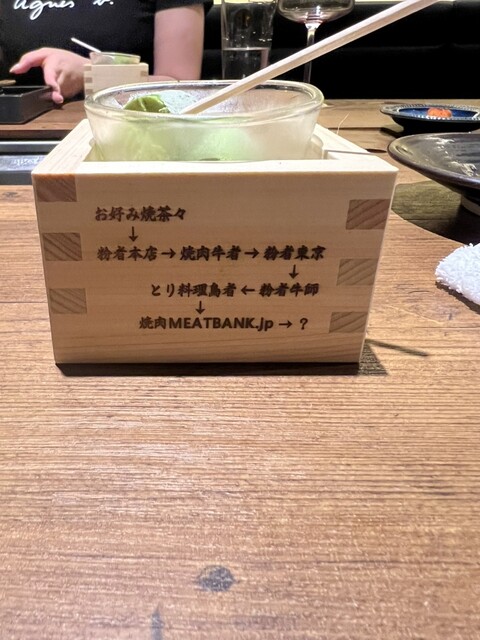 agnès b.
お好み焼茶々
↓
粉者本店→焼肉牛者→粉者東京
↓
とり料理鳥者←粉者牛師
↓
焼肉MEATBANK.jp→?